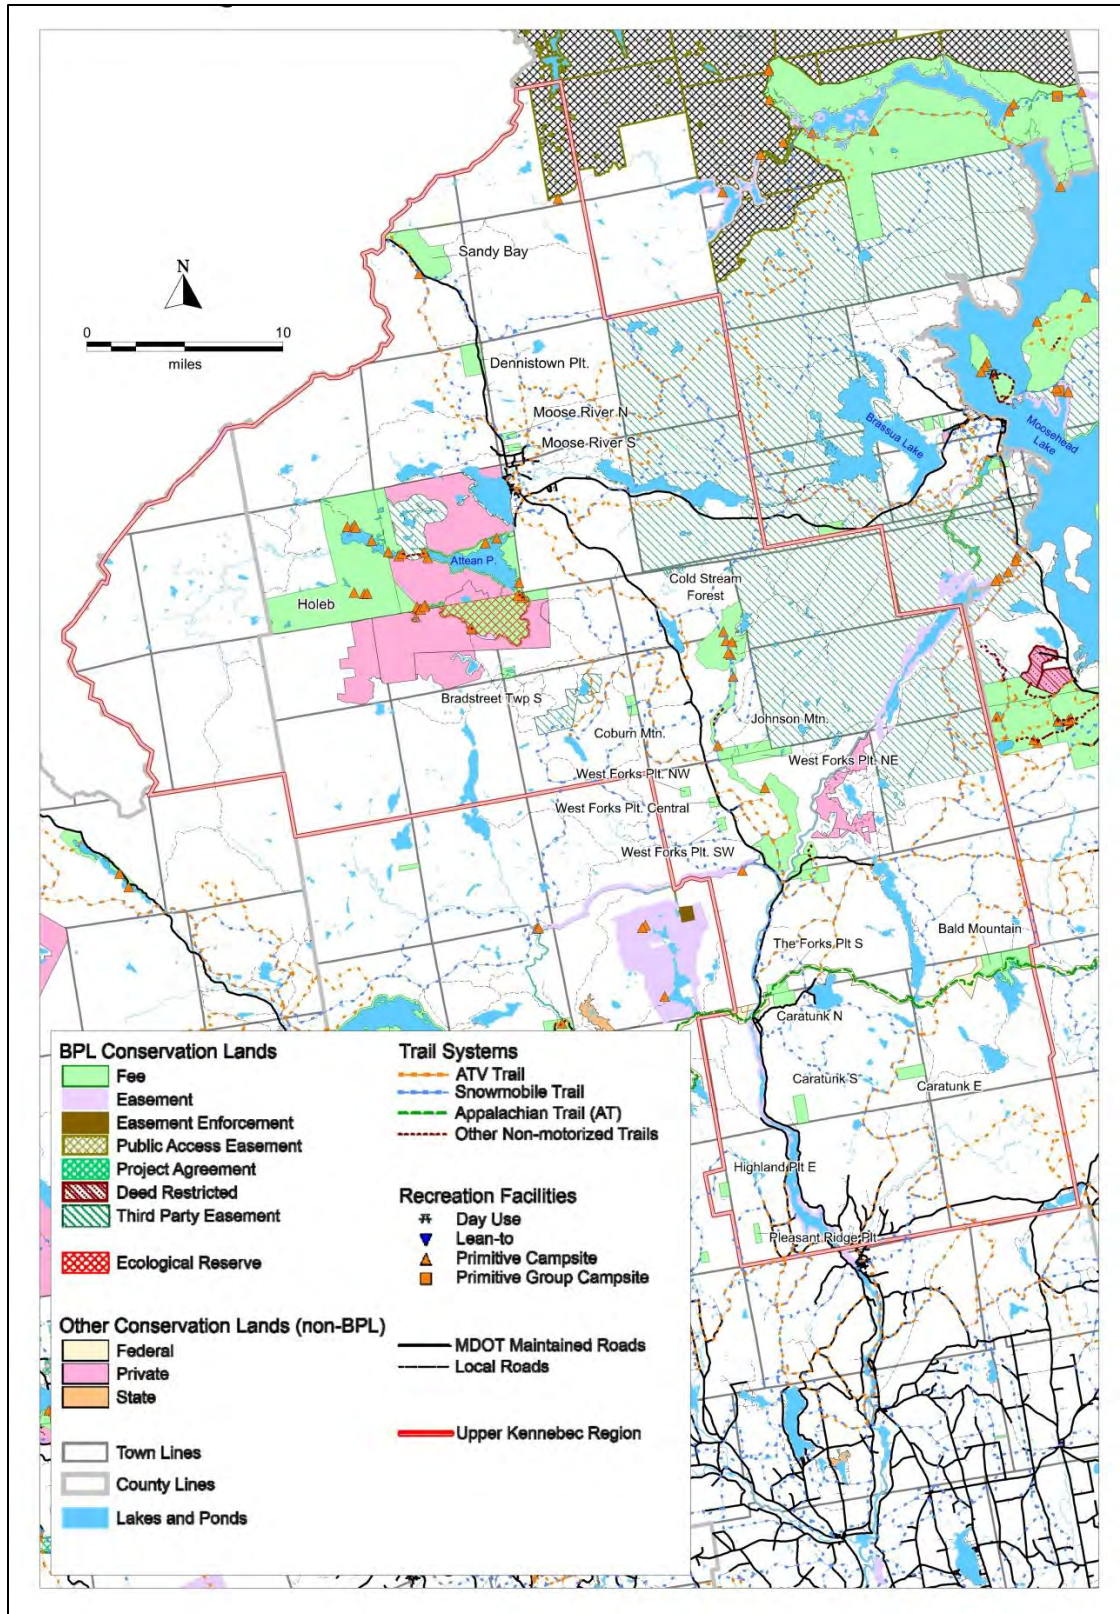 N
0
10
miles
Sandy Bay
Dennistown Plt.
Moose River N
Moose River S
Brassua Lake
Moosehead
Lake
Attean P.
Holeb
Cold Stream
Forest
Bradstreet Twp S
Johnson Mtn.
Coburn Mtn.
West Forks Plt. NE
West Forks Plt. NW
West Forks Plt. Central
West Forks Plt. SW
Bald Mountain
The Forks Plt S
Caratunk N
Caratunk S
Caratunk E
Highland Plt E
Pleasant Ridge Plt
BPL Conservation Lands
Fee
Easement
Easement Enforcement
Public Access Easement
Project Agreement
Deed Restricted
Third Party Easement
Ecological Reserve
Other Conservation Lands (non-BPL)
Federal
Private
State
Town Lines
County Lines
Lakes and Ponds
Trail Systems
ATV Trail
Snowmobile Trail
Appalachian Trail (AT)
Other Non-motorized Trails
Recreation Facilities
Day Use
Lean-to
Primitive Campsite
Primitive Group Campsite
MDOT Maintained Roads
Local Roads
Upper Kennebec Region